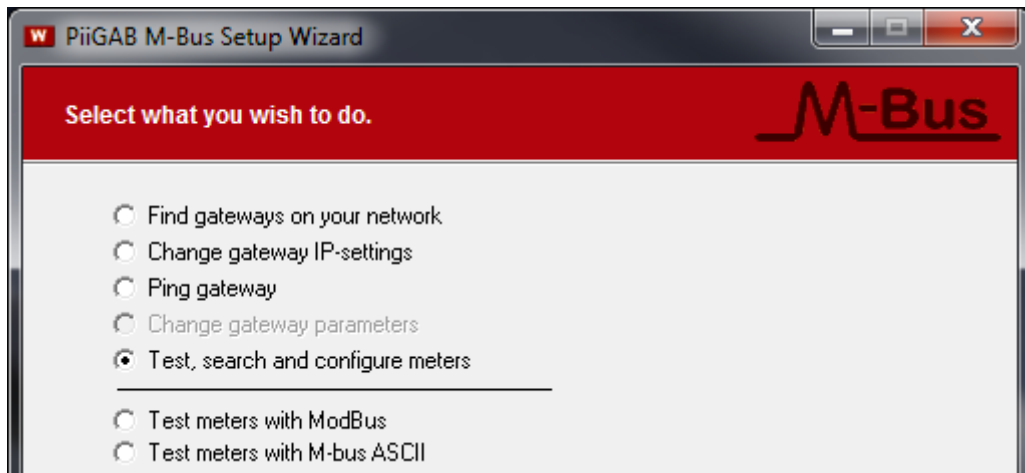 W PiiGAB M-Bus Setup Wizard
Select what you wish to do.
M-Bus
Find gateways on your network
Change gateway IP-settings
Ping gateway
Change gateway parameters
Test, search and configure meters
Test meters with ModBus
Test meters with M-bus ASCII